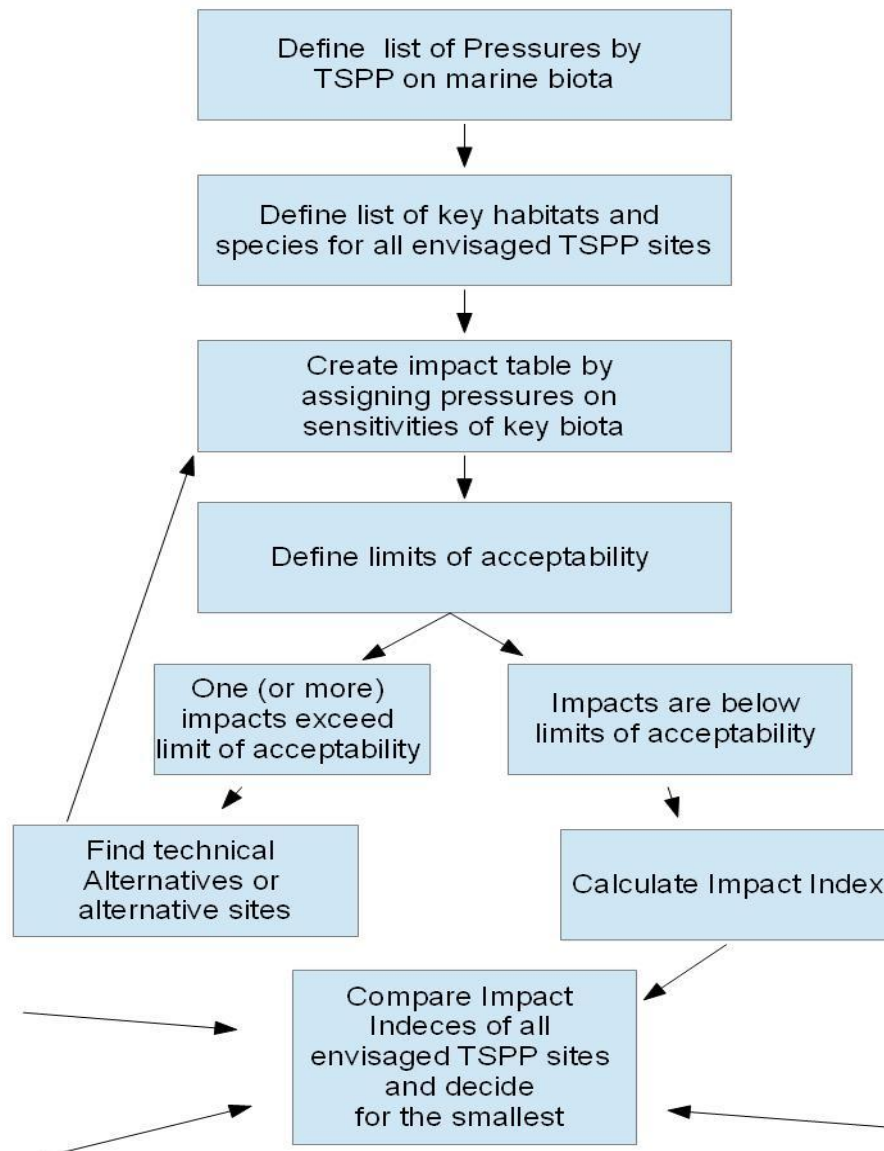 Define list of Pressures by
TSPP on marine biota
Define list of key habitats and
species for all envisaged TSPP sites
Create impact table by
assigning pressures on
sensitivities of key biota
Define limits of acceptability
One (or more)
impacts exceed
limit of acceptability
Impacts are below
limits of acceptability
Find technical
Alternatives or
alternative sites
Calculate Impact Index
Compare Impact
Indeces of all
envisaged TSPP sites
and decide
for the smallest